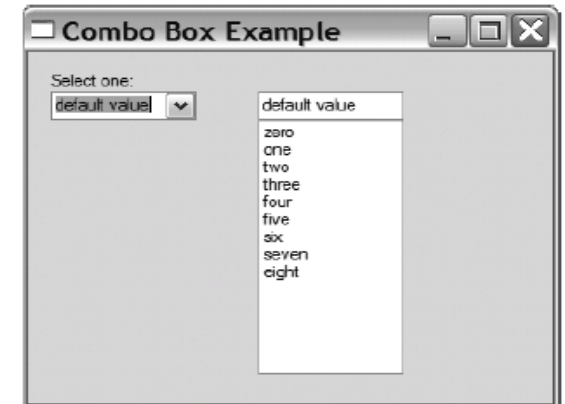 Combo Box Example
Select one:
default value
default value
zero
one
two
three
four
five
six
seven
eight